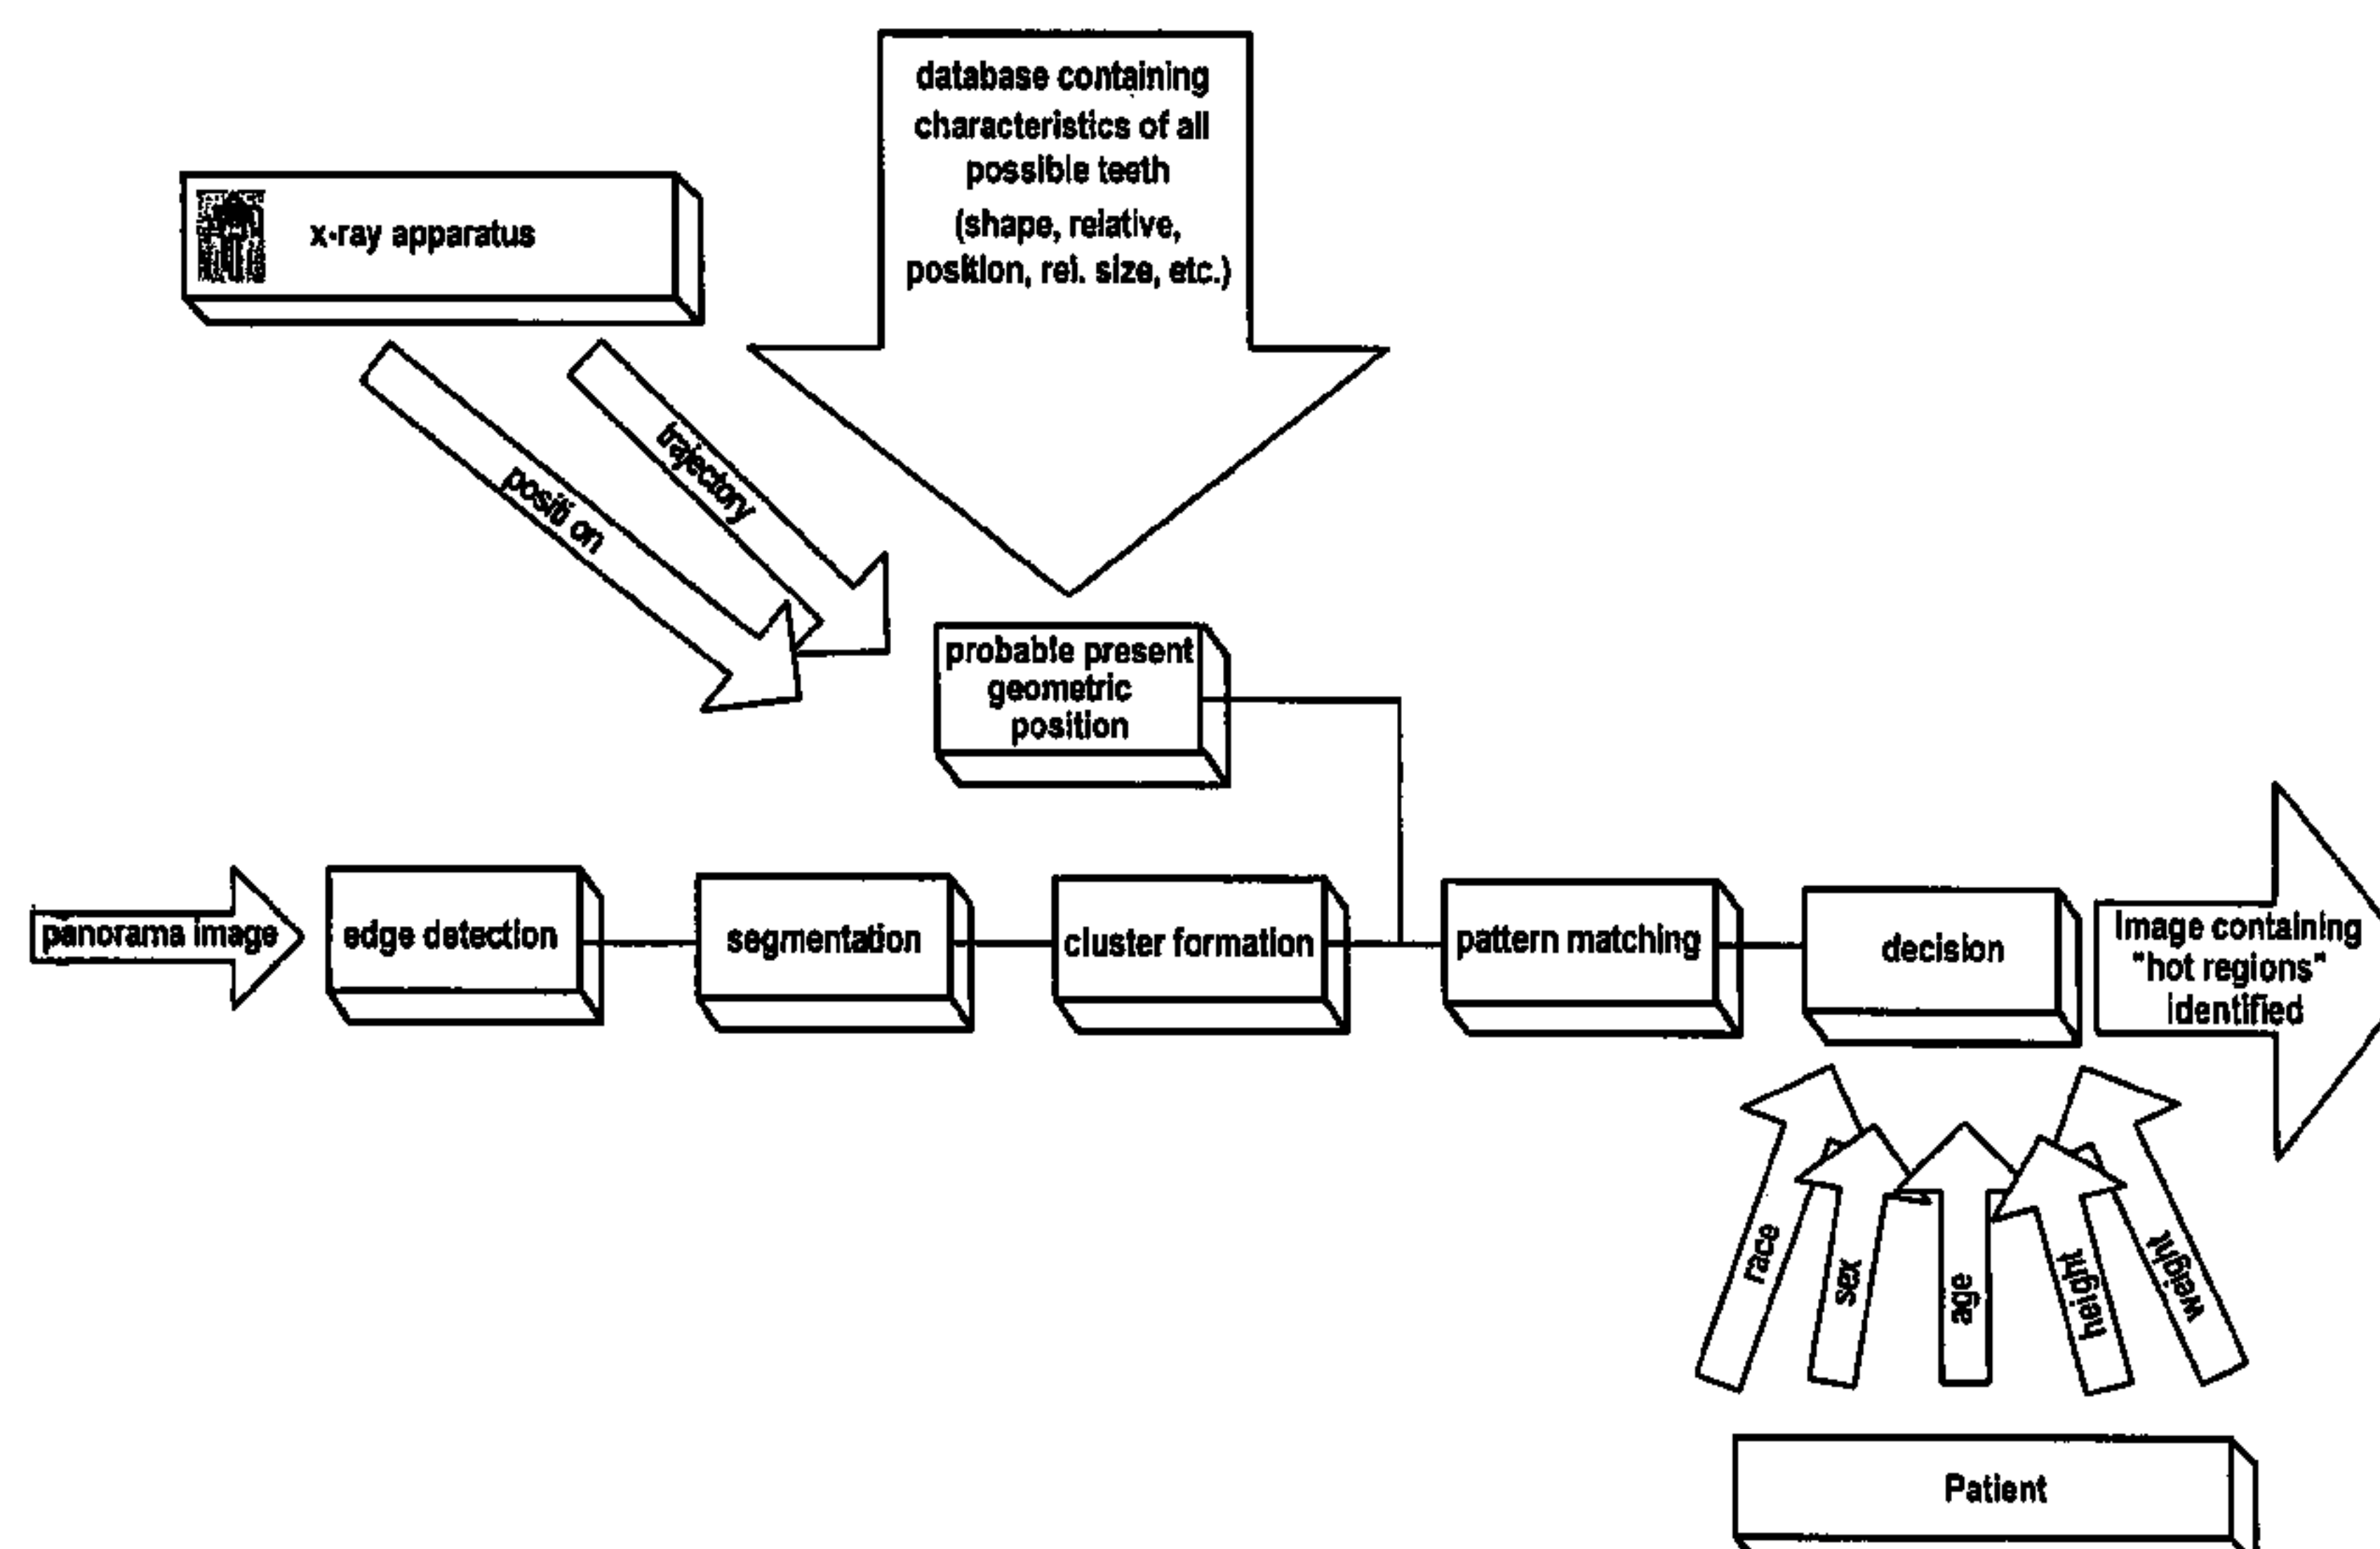 database containing
characteristics of all
possible teeth
(shape, relative,
position, rel. size, etc.)
x-ray apparatus
trajectory
positi on
probable present
geometric
position
panorama image
edge detection
segmentation
cluster formation
pattern matching
decision
Image containing
"hot regions"
identified
race
sex
age
height
weight
Patient